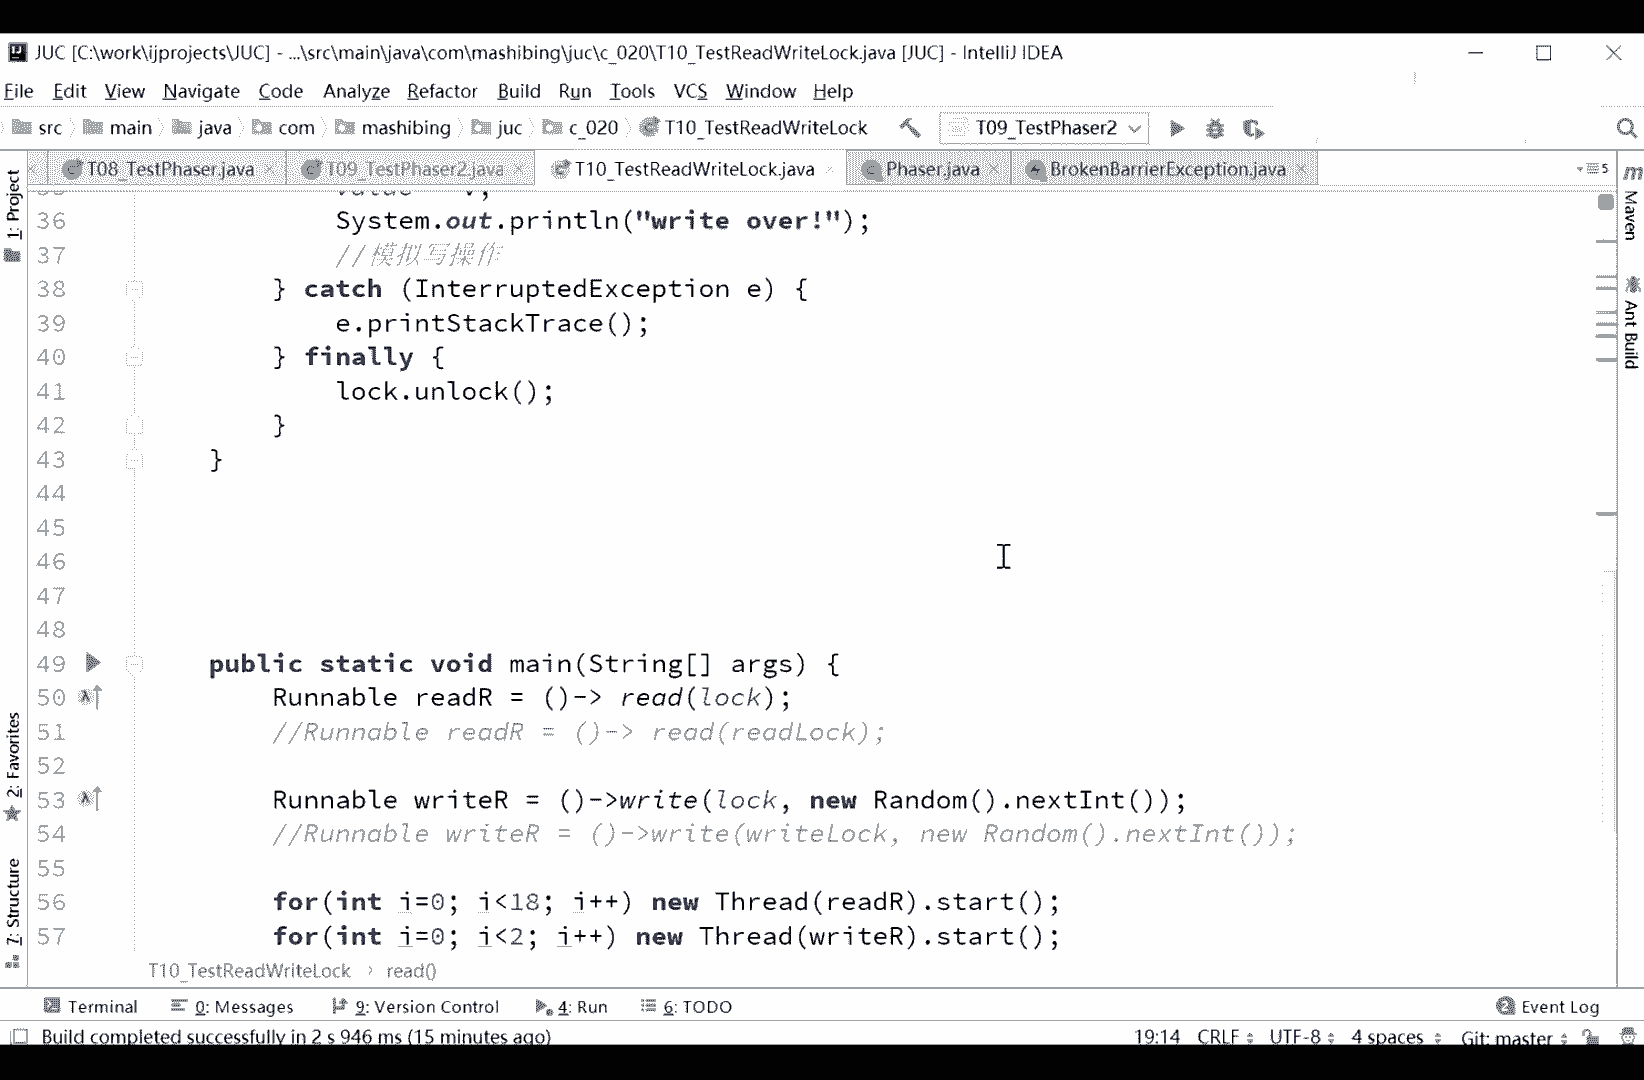 JUC [C:\work\ijprojects\JUC] - ...\src\main\java\com\mashibing\juc\c_020\T10_TestReadWriteLock.java [JUC] - IntelliJ IDEA
File Edit View Navigate Code Analyze Refactor Build Run Tools VCS Window Help
src main java com mashibing juc c_020 T10_TestReadWriteLock T09_TestPhaser2
T08_TestPhaser.java T09_TestPhaser2.java T10_TestReadWriteLock.java Phaser.java BrokenBarrierException.java 5
36 System.out.println("write over!");
37 //模拟写操作
38 } catch (InterruptedException e) {
39 e.printStackTrace();
40 } finally {
41 lock.unlock();
42 }
43 }
44
45
46
47
48
49 public static void main(String[] args) {
50 Runnable readR = ()-> read(lock);
51 //Runnable readR = ()-> read(readLock);
52
53 Runnable writeR = ()->write(lock, new Random().nextInt());
54 //Runnable writeR = ()->write(writeLock, new Random().nextInt());
55
56 for(int i=0; i<18; i++) new Thread(readR).start();
57 for(int i=0; i<2; i++) new Thread(writeR).start();
T10_TestReadWriteLock › read()
1: Project
2: Favorites
7: Structure
m Maven
Ant Build
Terminal 0: Messages 9: Version Control 4: Run 6: TODO 2 Event Log
Build completed successfully in 2 s 946 ms (15 minutes ago) 19:14 CRLF UTF-8 4 spaces Git: master